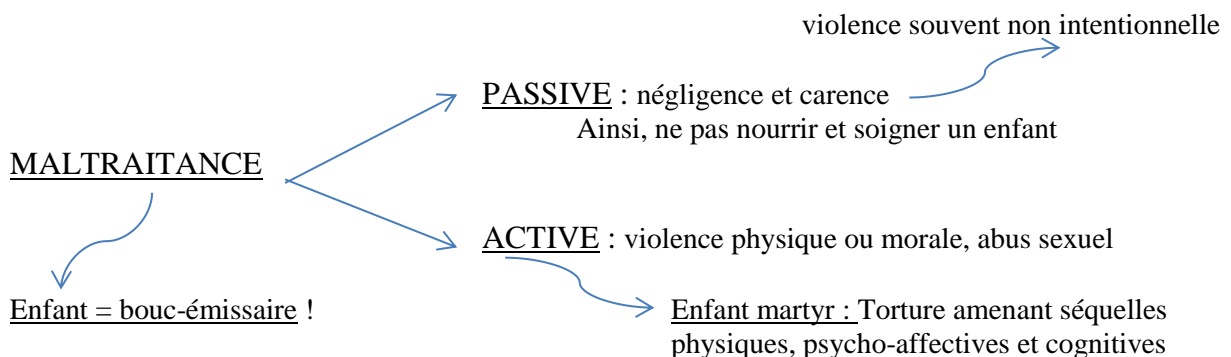 violence souvent non intentionnelle
PASSIVE : négligence et carence
Ainsi, ne pas nourrir et soigner un enfant
MALTRAITANCE
ACTIVE : violence physique ou morale, abus sexuel
Enfant = bouc-émissaire !
Enfant martyr : Torture amenant séquelles
physiques, psycho-affectives et cognitives